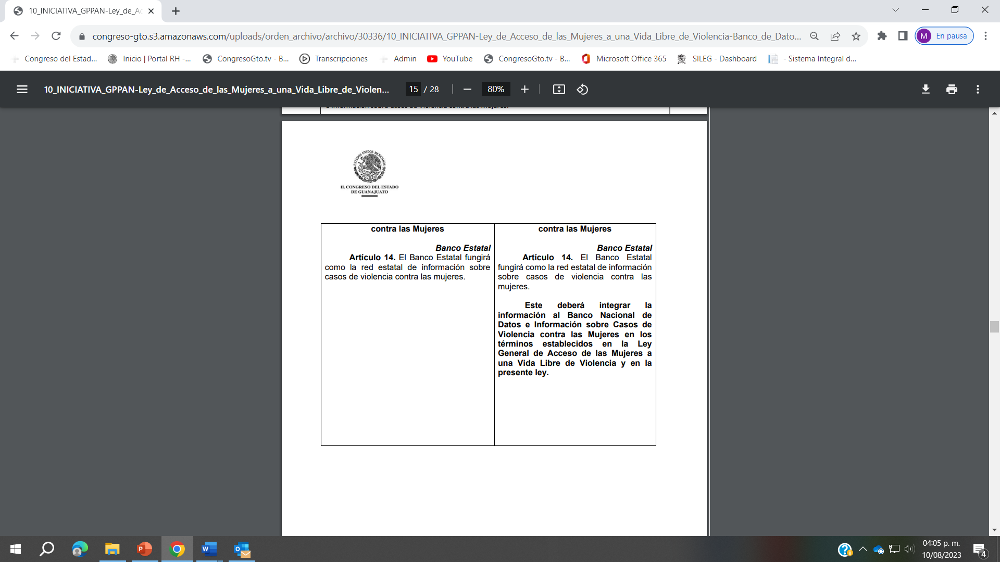 10_INICIATIVA_GPPAN-Ley_de_Ac
congreso-gto.s3.amazonaws.com/uploads/orden_archivo/archivo/30336/10_INICIATIVA_GPPAN-Ley_de_Acceso_de_las_Mujeres_a_una_Vida_Libre_de_Violencia-Banco_de_Dato...
M En pausa
Congreso del Estad...
Inicio | Portal RH -...
CongresoGto.tv - B...
Transcripciones
Admin
YouTube
CongresoGto.tv - B...
Microsoft Office 365
SILEG - Dashboard
- Sistema Integral d...
10_INICIATIVA_GPPAN-Ley_de_Acceso_de_las_Mujeres_a_una_Vida_Libre_de_Violen...
15 / 28
80%
ESTADOS UNIDOS MEXICANOS
H. CONGRESO DEL ESTADO
DE GUANAJUATO
contra las Mujeres
Banco Estatal
Artículo 14. El Banco Estatal fungirá
como la red estatal de información sobre
casos de violencia contra las mujeres.
contra las Mujeres
Banco Estatal
Artículo 14. El Banco Estatal
fungirá como la red estatal de información
sobre casos de violencia contra las
mujeres.
Este deberá integrar la
información al Banco Nacional de
Datos e Información sobre Casos de
Violencia contra las Mujeres en los
términos establecidos en la Ley
General de Acceso de las Mujeres a
una Vida Libre de Violencia y en la
presente ley.
04:05 p. m.
10/08/2023
4